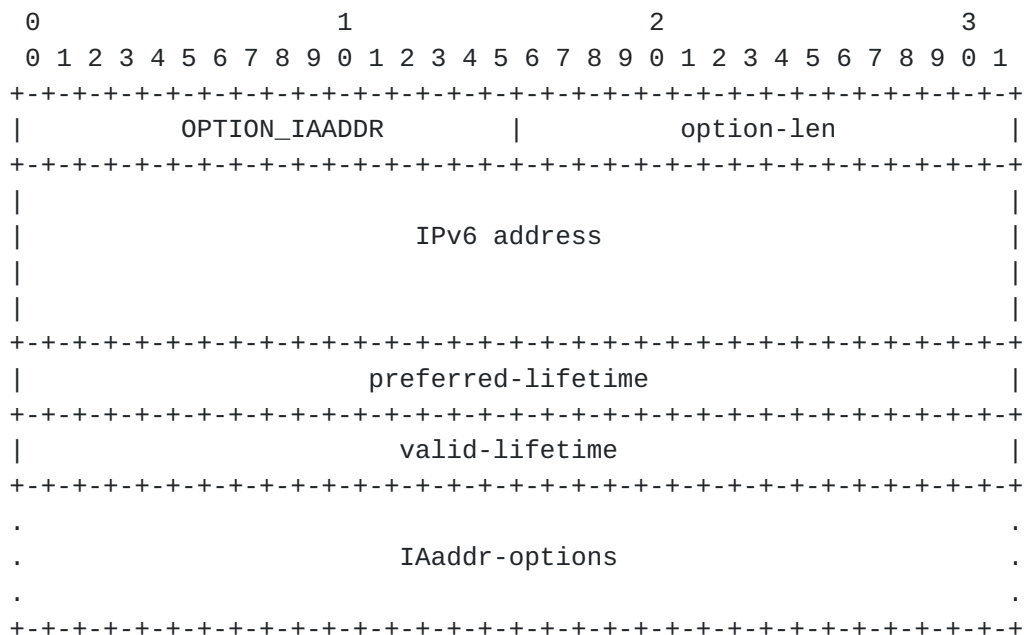 0                   1                   2                   3
 0 1 2 3 4 5 6 7 8 9 0 1 2 3 4 5 6 7 8 9 0 1 2 3 4 5 6 7 8 9 0 1
+-+-+-+-+-+-+-+-+-+-+-+-+-+-+-+-+-+-+-+-+-+-+-+-+-+-+-+-+-+-+-+-+
|          OPTION_IAADDR        |          option-len           |
+-+-+-+-+-+-+-+-+-+-+-+-+-+-+-+-+-+-+-+-+-+-+-+-+-+-+-+-+-+-+-+-+
|                                                               |
|                         IPv6 address                          |
|                                                               |
|                                                               |
+-+-+-+-+-+-+-+-+-+-+-+-+-+-+-+-+-+-+-+-+-+-+-+-+-+-+-+-+-+-+-+-+
|                      preferred-lifetime                       |
+-+-+-+-+-+-+-+-+-+-+-+-+-+-+-+-+-+-+-+-+-+-+-+-+-+-+-+-+-+-+-+-+
|                        valid-lifetime                         |
+-+-+-+-+-+-+-+-+-+-+-+-+-+-+-+-+-+-+-+-+-+-+-+-+-+-+-+-+-+-+-+-+
.                                                               .
.                        IAaddr-options                         .
.                                                               .
+-+-+-+-+-+-+-+-+-+-+-+-+-+-+-+-+-+-+-+-+-+-+-+-+-+-+-+-+-+-+-+-+